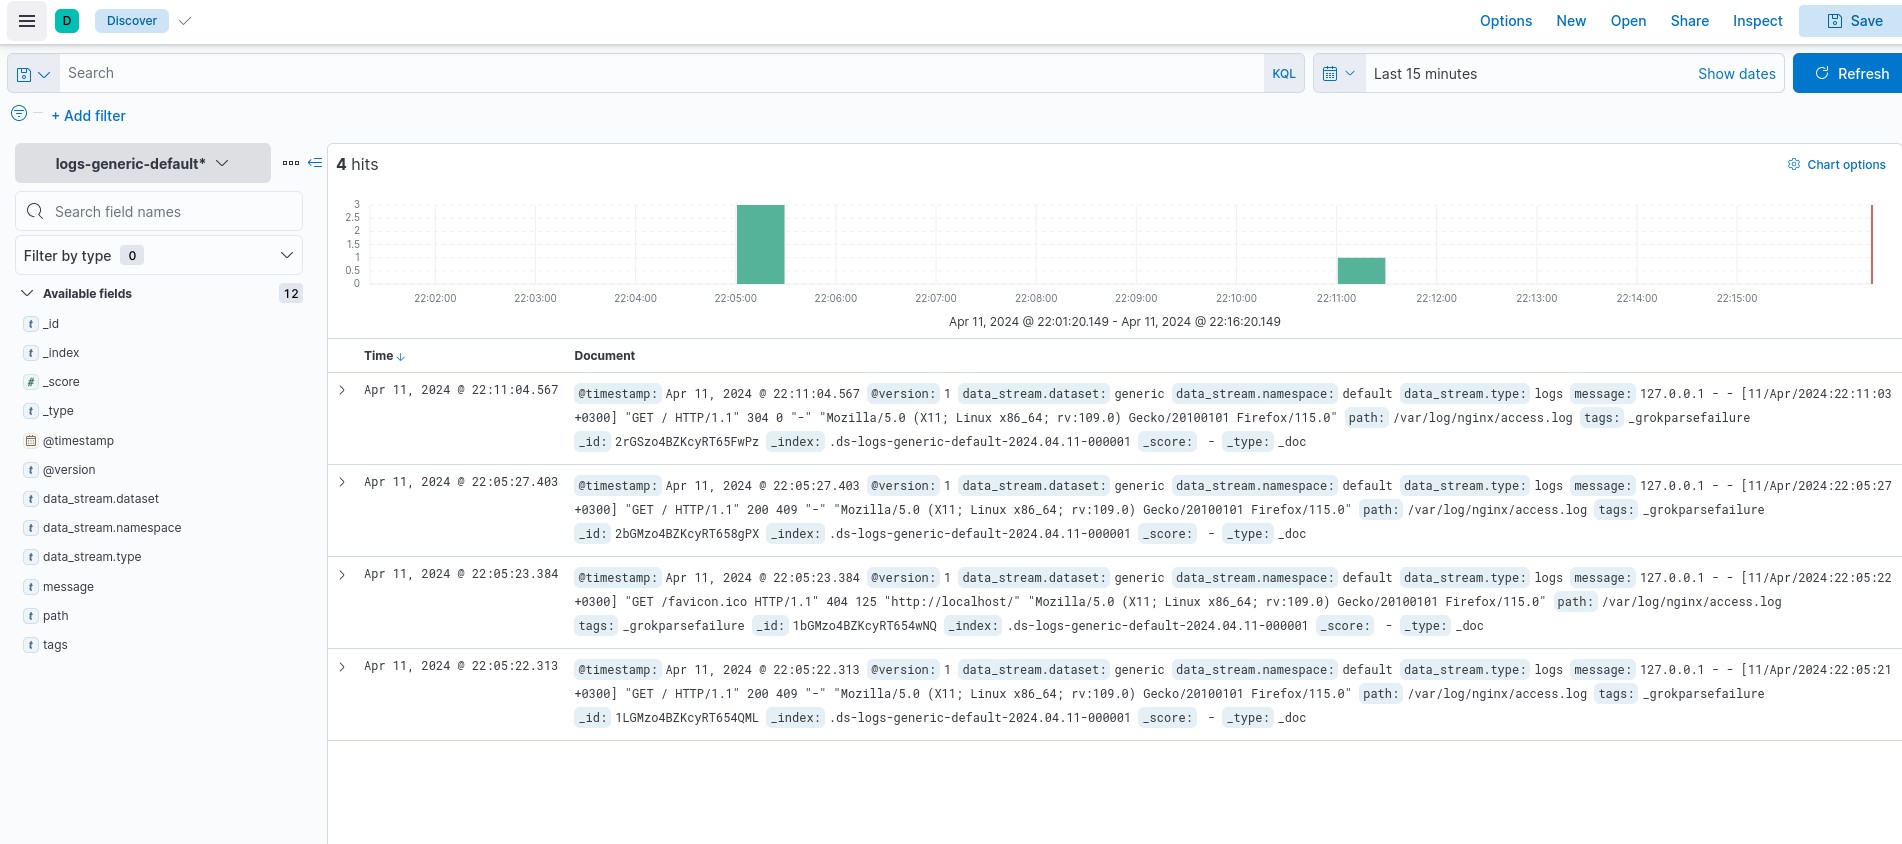 D Discover Options New Open Share Inspect Save
Search KQL Last 15 minutes Show dates Refresh
+ Add filter
logs-generic-default*
Search field names
Filter by type 0
Available fields 12
t _id
t _index
# _score
t _type
@timestamp
t @version
t data_stream.dataset
t data_stream.namespace
t data_stream.type
t message
t path
t tags
4 hits Chart options
3
2.5
2
1.5
1
0.5
0
22:02:00 22:03:00 22:04:00 22:05:00 22:06:00 22:07:00 22:08:00 22:09:00 22:10:00 22:11:00 22:12:00 22:13:00 22:14:00 22:15:00
Apr 11, 2024 @ 22:01:20.149 - Apr 11, 2024 @ 22:16:20.149
Time Document
Apr 11, 2024 @ 22:11:04.567 @timestamp: Apr 11, 2024 @ 22:11:04.567 @version: 1 data_stream.dataset: generic data_stream.namespace: default data_stream.type: logs message: 127.0.0.1 - - [11/Apr/2024:22:11:03
+0300] "GET / HTTP/1.1" 304 0 "-" "Mozilla/5.0 (X11; Linux x86_64; rv:109.0) Gecko/20100101 Firefox/115.0" path: /var/log/nginx/access.log tags: _grokparsefailure
_id: 2rGSzo4BZKcyRT65FwPz _index: .ds-logs-generic-default-2024.04.11-000001 _score: - _type: _doc
Apr 11, 2024 @ 22:05:27.403 @timestamp: Apr 11, 2024 @ 22:05:27.403 @version: 1 data_stream.dataset: generic data_stream.namespace: default data_stream.type: logs message: 127.0.0.1 - - [11/Apr/2024:22:05:27
+0300] "GET / HTTP/1.1" 200 409 "-" "Mozilla/5.0 (X11; Linux x86_64; rv:109.0) Gecko/20100101 Firefox/115.0" path: /var/log/nginx/access.log tags: _grokparsefailure
_id: 2bGMzo4BZKcyRT658gPX _index: .ds-logs-generic-default-2024.04.11-000001 _score: - _type: _doc
Apr 11, 2024 @ 22:05:23.384 @timestamp: Apr 11, 2024 @ 22:05:23.384 @version: 1 data_stream.dataset: generic data_stream.namespace: default data_stream.type: logs message: 127.0.0.1 - - [11/Apr/2024:22:05:22
+0300] "GET /favicon.ico HTTP/1.1" 404 125 "http://localhost/" "Mozilla/5.0 (X11; Linux x86_64; rv:109.0) Gecko/20100101 Firefox/115.0" path: /var/log/nginx/access.log
tags: _grokparsefailure _id: 1bGMzo4BZKcyRT654wNQ _index: .ds-logs-generic-default-2024.04.11-000001 _score: - _type: _doc
Apr 11, 2024 @ 22:05:22.313 @timestamp: Apr 11, 2024 @ 22:05:22.313 @version: 1 data_stream.dataset: generic data_stream.namespace: default data_stream.type: logs message: 127.0.0.1 - - [11/Apr/2024:22:05:21
+0300] "GET / HTTP/1.1" 200 409 "-" "Mozilla/5.0 (X11; Linux x86_64; rv:109.0) Gecko/20100101 Firefox/115.0" path: /var/log/nginx/access.log tags: _grokparsefailure
_id: 1LGMzo4BZKcyRT654QML _index: .ds-logs-generic-default-2024.04.11-000001 _score: - _type: _doc